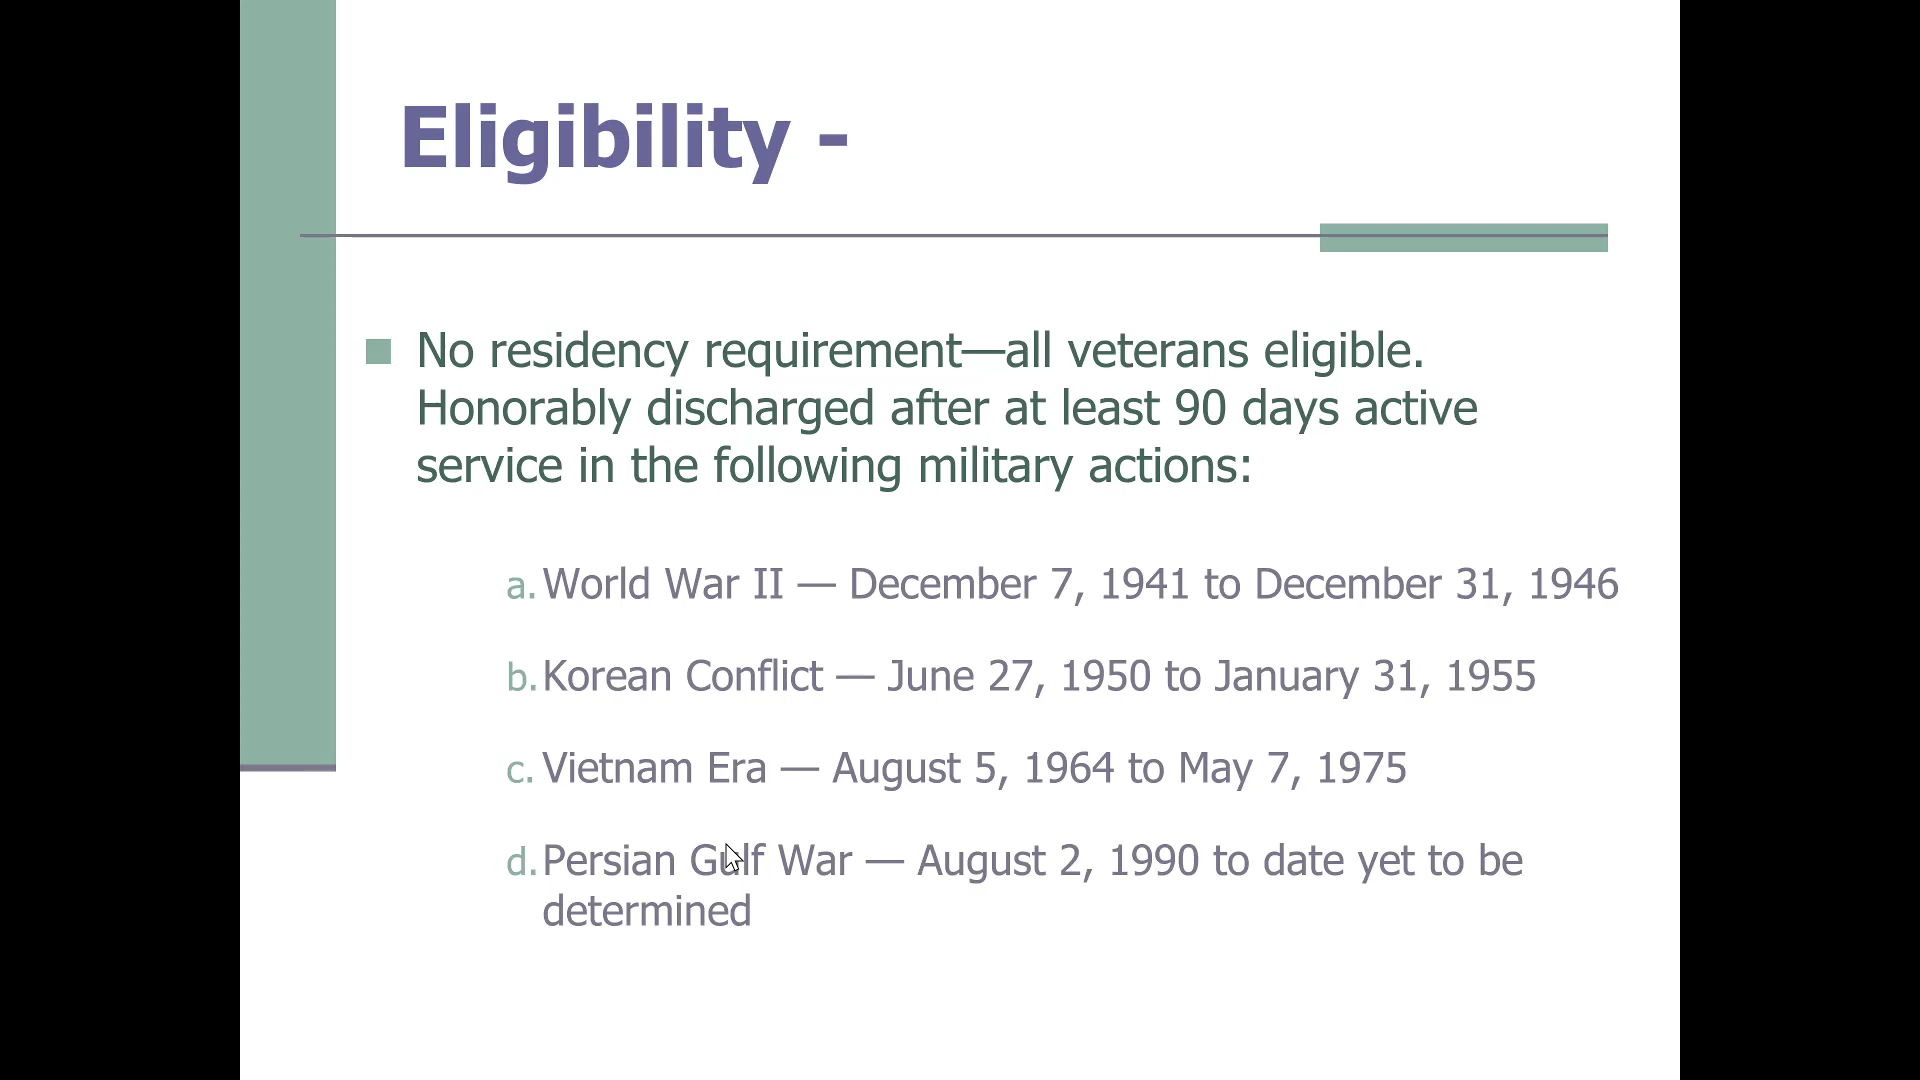 Eligibility -
No residency requirement—all veterans eligible.
Honorably discharged after at least 90 days active
service in the following military actions:
a. World War II — December 7, 1941 to December 31, 1946
b. Korean Conflict — June 27, 1950 to January 31, 1955
c. Vietnam Era — August 5, 1964 to May 7, 1975
d. Persian Gulf War — August 2, 1990 to date yet to be
determined